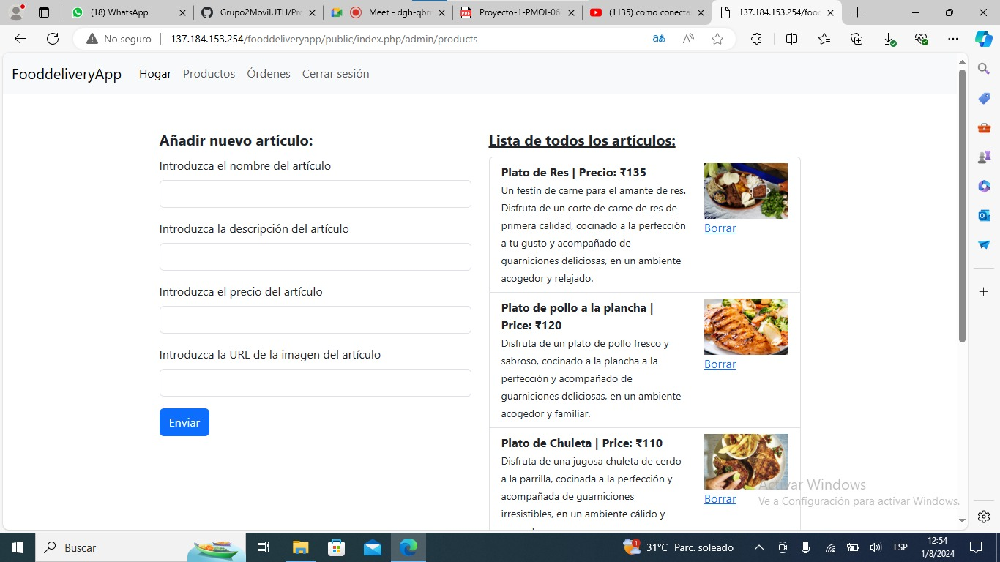 (18) WhatsApp
Grupo2MovilUTH/Pro
Meet - dgh-qbr
Proyecto-1-PMOI-06
(1135) como conecta
137.184.153.254/food
No seguro
137.184.153.254/fooddeliveryapp/public/index.php/admin/products
FooddeliveryApp
Hogar
Productos
Órdenes
Cerrar sesión
Añadir nuevo artículo:
Introduzca el nombre del artículo
Introduzca la descripción del artículo
Introduzca el precio del artículo
Introduzca la URL de la imagen del artículo
Enviar
Lista de todos los artículos:
Plato de Res | Precio: ₹135
Un festín de carne para el amante de res.
Disfruta de un corte de carne de res de
primera calidad, cocinado a la perfección
a tu gusto y acompañado de
guarniciones deliciosas, en un ambiente
acogedor y relajado.
Borrar
Plato de pollo a la plancha |
Price: ₹120
Disfruta de un plato de pollo fresco y
sabroso, cocinado a la plancha a la
perfección y acompañado de
guarniciones deliciosas, en un ambiente
acogedor y familiar.
Borrar
Plato de Chuleta | Price: ₹110
Disfruta de una jugosa chuleta de cerdo
a la parrilla, cocinada a la perfección y
acompañada de guarniciones
irresistibles, en un ambiente cálido y
Borrar
Activar Windows
Ve a Configuración para activar Windows.
Buscar
1
31°C Parc. soleado
ESP
12:54
1/8/2024